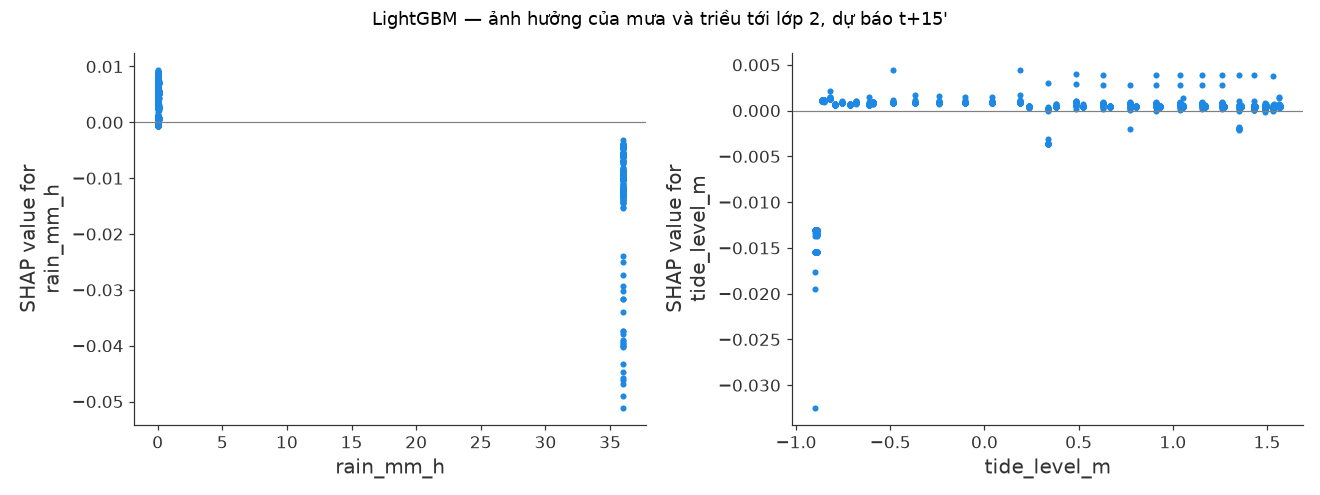 LightGBM — ảnh hưởng của mưa và triều tới lớp 2, dự báo t+15'
SHAP value for
rain_mm_h
0.01
0.00
−0.01
−0.02
−0.03
−0.04
−0.05
0 5 10 15 20 25 30 35
rain_mm_h
SHAP value for
tide_level_m
0.005
0.000
−0.005
−0.010
−0.015
−0.020
−0.025
−0.030
−1.0 −0.5 0.0 0.5 1.0 1.5
tide_level_m